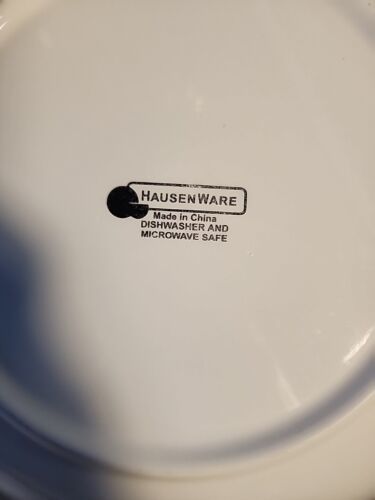 HAUSENWARE
Made in China
DISHWASHER AND
MICROWAVE SAFE